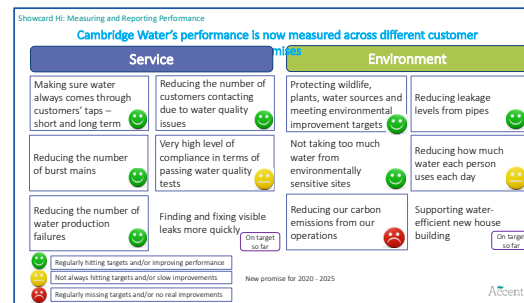 Showcard Hi: Measuring and Reporting Performance
Cambridge Water's performance is now measured across different customer
mises
Service
Environment
Making sure water
always comes through
customers' taps –
short and long term
Reducing the number of
customers contacting
due to water quality
issues
Protecting wildlife,
plants, water sources and
meeting environmental
improvement targets
Reducing leakage
levels from pipes
Reducing the number
of burst mains
Very high level of
compliance in terms of
passing water quality
tests
Not taking too much
water from
environmentally
sensitive sites
Reducing how much
water each person
uses each day
Reducing the number of
water production
failures
Finding and fixing visible
leaks more quickly
On target
so far
Reducing our carbon
emissions from our
operations
Supporting water-
efficient new house
building
On targe
so far
Regularly hitting targets and/or improving performance
Not always hitting targets and/or slow improvements
Regularly missing targets and/or no real improvements
New promise for 2020 - 2025
Accent